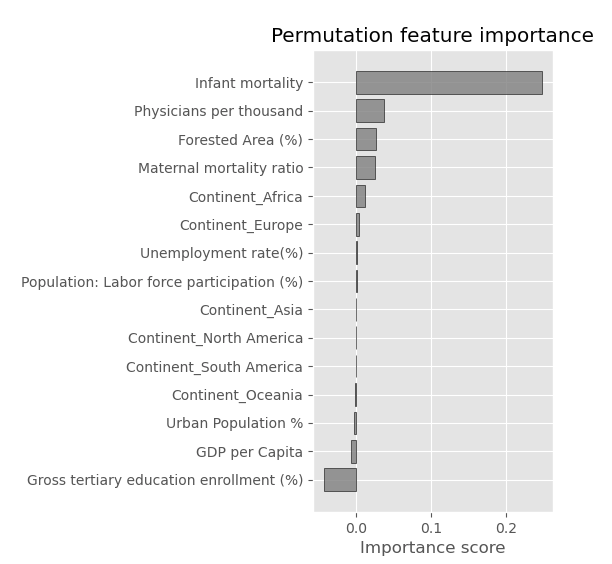 Permutation feature importance
Infant mortality
Physicians per thousand
Forested Area (%)
Maternal mortality ratio
Continent_Africa
Continent_Europe
Unemployment rate(%)
Population: Labor force participation (%)
Continent_Asia
Continent_North America
Continent_South America
Continent_Oceania
Urban Population %
GDP per Capita
Gross tertiary education enrollment (%)
0.0 0.1 0.2
Importance score